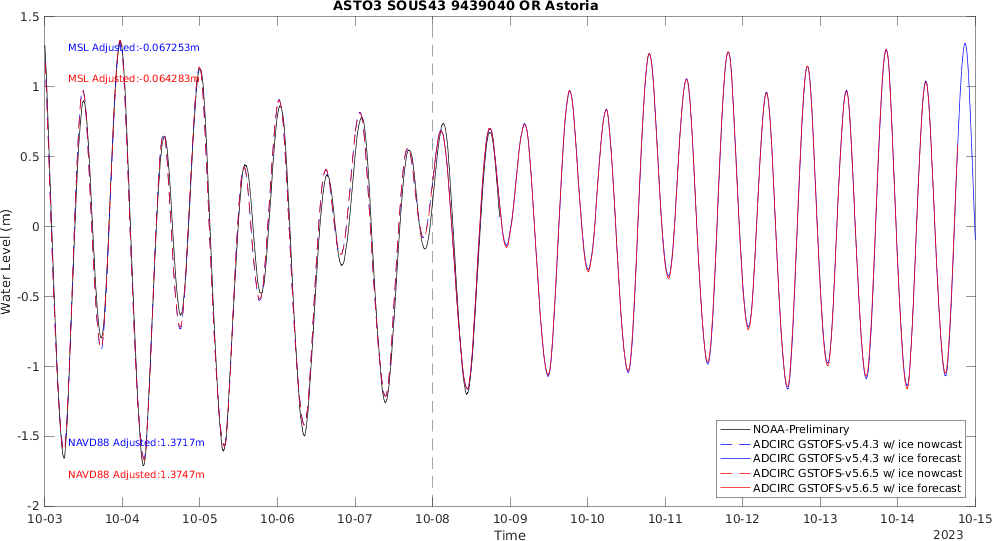 ASTO3 SOUS43 9439040 OR Astoria
MSL Adjusted:-0.067253m
MSL Adjusted:-0.064283m
NAVD88 Adjusted:1.3717m
NAVD88 Adjusted:1.3747m
Water Level (m)
1.5
1
0.5
0
-0.5
-1
-1.5
-2
NOAA-Preliminary
ADCIRC GSTOFS-v5.4.3 w/ ice nowcast
ADCIRC GSTOFS-v5.4.3 w/ ice forecast
ADCIRC GSTOFS-v5.6.5 w/ ice nowcast
ADCIRC GSTOFS-v5.6.5 w/ ice forecast
10-03 10-04 10-05 10-06 10-07 10-08 10-09 10-10 10-11 10-12 10-13 10-14 10-15
Time
2023